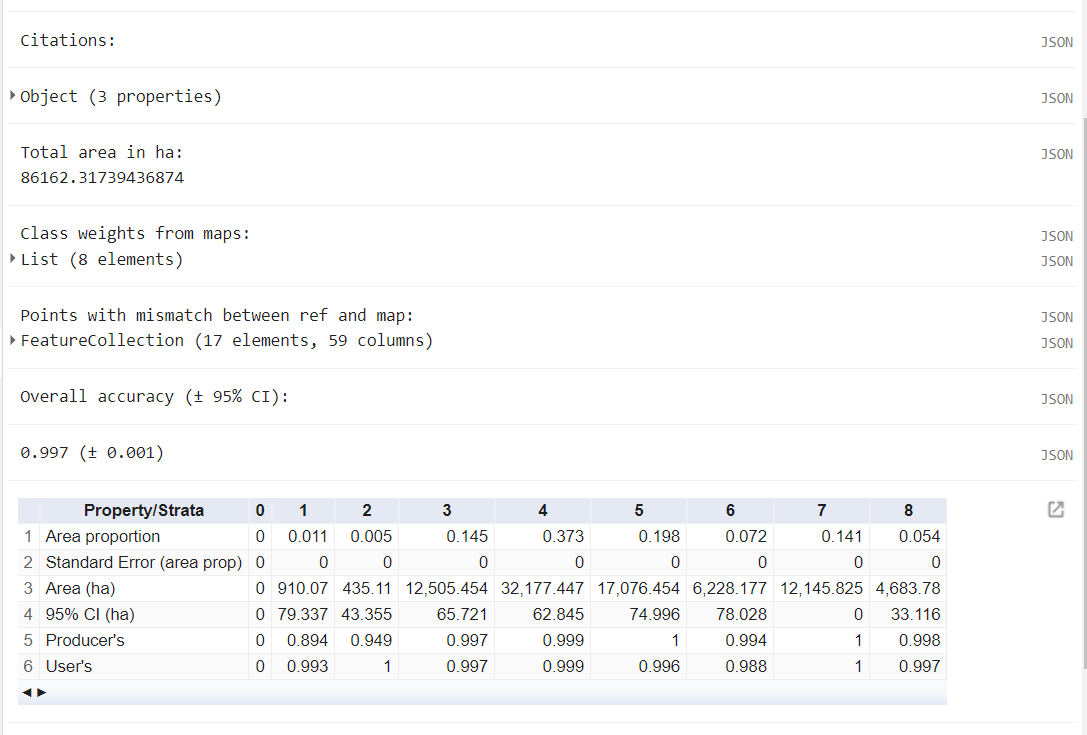 Citations:
JSON
Object (3 properties)
JSON
Total area in ha:
JSON
86162.31739436874
Class weights from maps:
JSON
List (8 elements)
JSON
Points with mismatch between ref and map:
JSON
FeatureCollection (17 elements, 59 columns)
JSON
Overall accuracy (± 95% CI):
JSON
0.997 (± 0.001)
JSON
Property/Strata 0 1 2 3 4 5 6 7 8
1 Area proportion 0 0.011 0.005 0.145 0.373 0.198 0.072 0.141 0.054
2 Standard Error (area prop) 0 0 0 0 0 0 0 0 0
3 Area (ha) 0 910.07 435.11 12,505.454 32,177.447 17,076.454 6,228.177 12,145.825 4,683.78
4 95% CI (ha) 0 79.337 43.355 65.721 62.845 74.996 78.028 0 33.116
5 Producer's 0 0.894 0.949 0.997 0.999 1 0.994 1 0.998
6 User's 0 0.993 1 0.997 0.999 0.996 0.988 1 0.997